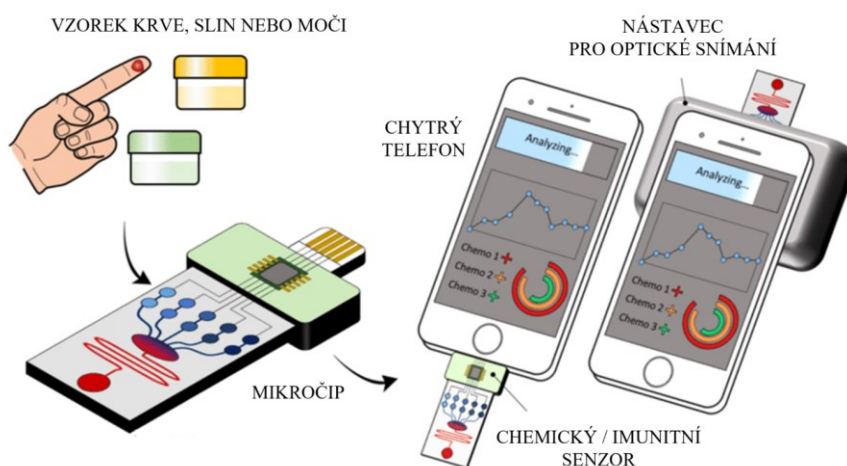 VZOREK KRVE, SLIN NEBO MOČI
NÁSTAVEC
PRO OPTICKÉ SNÍMÁNÍ
CHYTRÝ
TELEFON
Analyzing...
Chemo 1
Chemo 2
Chemo 3
Analyzing...
Chemo 1
Chemo 2
Chemo 3
MIKROČIP
CHEMICKÝ / IMUNITNÍ
SENZOR